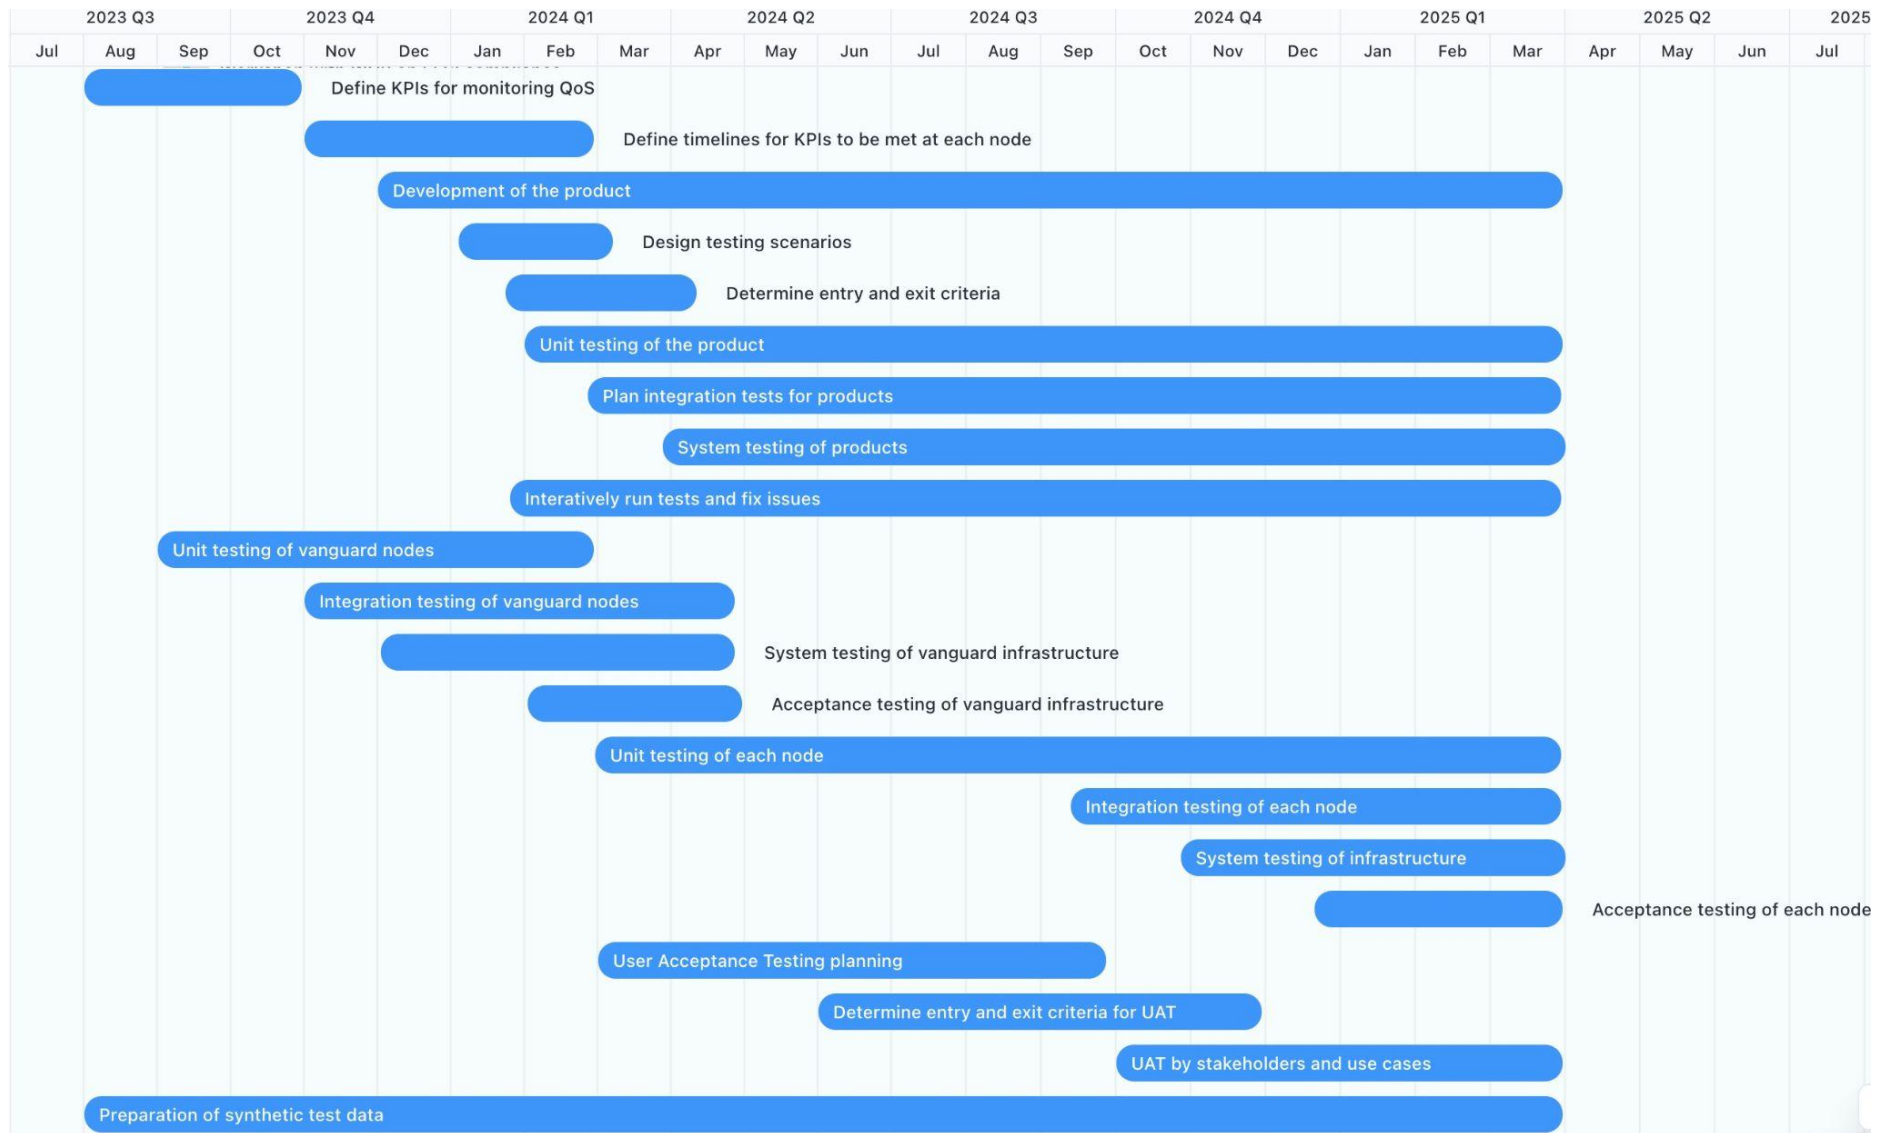 2023 Q3 2023 Q4 2024 Q1 2024 Q2 2024 Q3 2024 Q4 2025 Q1 2025 Q2 2025
Jul Aug Sep Oct Nov Dec Jan Feb Mar Apr May Jun Jul Aug Sep Oct Nov Dec Jan Feb Mar Apr May Jun Jul
Define KPIs for monitoring QoS
Define timelines for KPIs to be met at each node
Development of the product
Design testing scenarios
Determine entry and exit criteria
Unit testing of the product
Plan integration tests for products
System testing of products
Interatively run tests and fix issues
Unit testing of vanguard nodes
Integration testing of vanguard nodes
System testing of vanguard infrastructure
Acceptance testing of vanguard infrastructure
Unit testing of each node
Integration testing of each node
System testing of infrastructure
Acceptance testing of each node
User Acceptance Testing planning
Determine entry and exit criteria for UAT
UAT by stakeholders and use cases
Preparation of synthetic test data